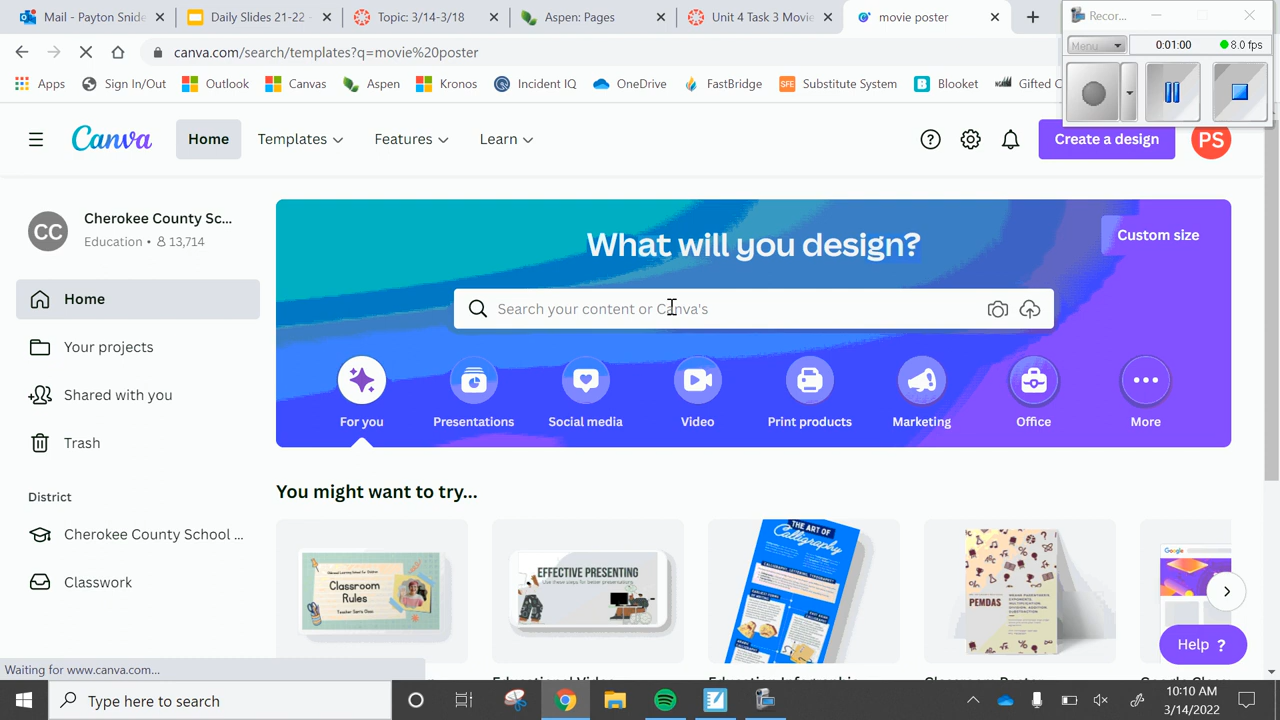 Mail - Payton Snide
Daily Slides 21-22 -
Topic: 3/14-3/18
Aspen: Pages
Unit 4 Task 3 Movie
movie poster
Recor...
canva.com/search/templates?q=movie%20poster
Menu
0:01:00
8.0 fps
Apps
Sign In/Out
Outlook
Canvas
Aspen
Kronos
Incident IQ
OneDrive
FastBridge
SFE Substitute System
Blooket
Gifted C
Canva
Home
Templates
Features
Learn
Create a design
PS
CC
Cherokee County Sc...
Education • 13,714
Home
Your projects
Shared with you
Trash
District
Cherokee County School ...
Classwork
What will you design?
Custom size
Search your content or Canva's
For you
Presentations
Social media
Video
Print products
Marketing
Office
More
You might want to try...
Classroom
Rules
EFFECTIVE PRESENTING
THE ART OF
Calligraphy
PEMDAS
Google
Help ?
Waiting for www.canva.com...
Type here to search
10:10 AM
3/14/2022